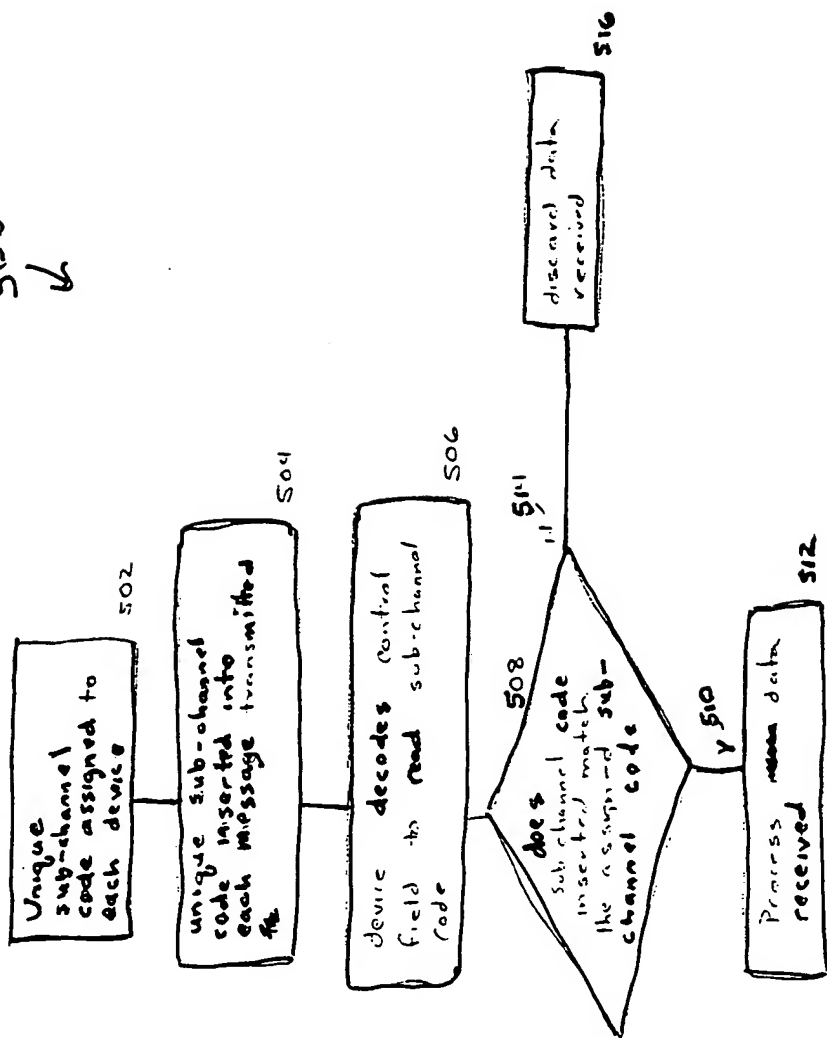 Unique
sub-channel
code assigned to
each device
502
unique sub-channel
code inserted into
each message transmitted
504
device decodes control
field to read sub-channel
code
506
does
sub channel code
inserted match
the assigned sub-
channel code
508
Y 510
Process data
received
512
514
discard data
received
516